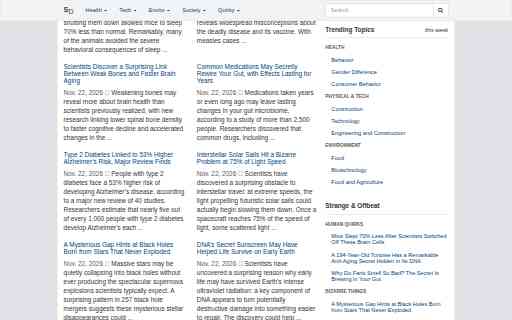 SD
Health
Tech
Enviro
Society
Quirky
Search
shutting them down allowed mice to sleep
70% less than normal. Remarkably, many
of the animals avoided the severe
behavioral consequences of sleep ...
Scientists Discover a Surprising Link
Between Weak Bones and Faster Brain
Aging
Nov. 22, 2026 — Weakening bones may
reveal more about brain health than
scientists previously realized, with new
research linking lower spinal bone density
to faster cognitive decline and accelerated
changes in the ...
Type 2 Diabetes Linked to 53% Higher
Alzheimer's Risk, Major Review Finds
Nov. 22, 2026 — People with type 2
diabetes face a 53% higher risk of
developing Alzheimer's disease, according
to a major new review of 40 studies.
Researchers estimate that nearly five out
of every 1,000 people with type 2 diabetes
develop Alzheimer's each ...
A Mysterious Gap Hints at Black Holes
Born from Stars That Never Exploded
Nov. 22, 2026 — Massive stars may be
quietly collapsing into black holes without
ever producing the spectacular supernova
explosions scientists typically expect. A
surprising pattern in 257 black hole
mergers suggests these mysterious stellar
disappearances could ...
reveals widespread misconceptions about
the deadly disease and its vaccine. With
measles cases ...
Common Medications May Secretly
Rewire Your Gut, with Effects Lasting for
Years
Nov. 22, 2026 — Medications taken years
or even long ago may leave lasting
changes in your gut microbiome,
according to a study of more than 2,500
people. Researchers discovered that
common drugs, including ...
Interstellar Solar Sails Hit a Bizarre
Problem at 75% of Light Speed
Nov. 22, 2026 — Scientists have
discovered a surprising obstacle to
interstellar travel: at extreme speeds, the
light propelling futuristic solar sails could
actually begin slowing them down. Once a
spacecraft reaches 75% of the speed of
light, some scattered light ...
DNA's Secret Sunscreen May Have
Helped Life Survive on Early Earth
Nov. 22, 2026 — Scientists have
uncovered a surprising reason why early
life may have survived Earth's intense
ultraviolet radiation: a key component of
DNA appears to turn potentially
destructive damage into something easier
to repair. The discovery could help ...
Trending Topics
this week
HEALTH
Behavior
Gender Difference
Consumer Behavior
PHYSICAL & TECH
Construction
Technology
Engineering and Construction
ENVIRONMENT
Food
Biotechnology
Food and Agriculture
Strange & Offbeat
HUMAN QUIRKS
Mice Slept 70% Less After Scientists Switched
Off These Brain Cells
A 194-Year-Old Tortoise Has a Remarkable
Anti-Aging Secret Hidden in Its DNA
Why Do Farts Smell So Bad? The Secret Is
Brewing in Your Gut
BIZARRE THINGS
A Mysterious Gap Hints at Black Holes Born
from Stars That Never Exploded